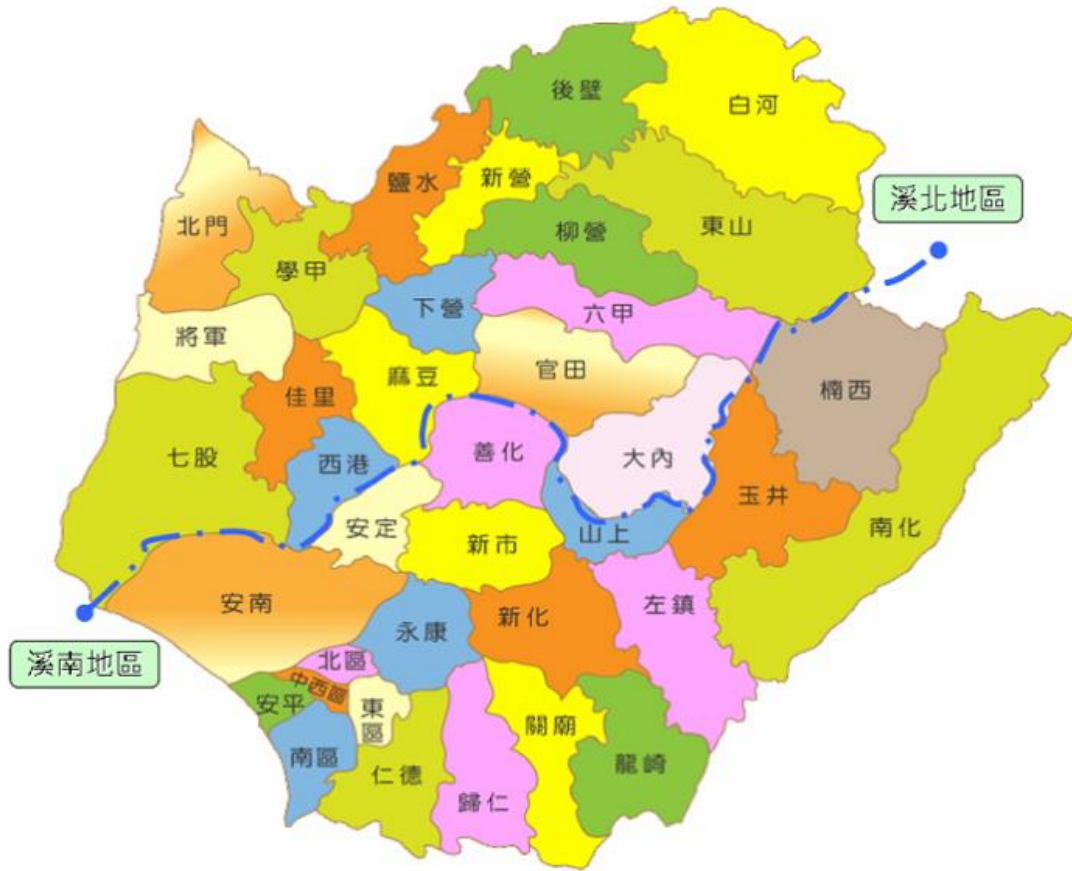 後壁
白河
鹽水
新營
溪北地區
北門
柳營
東山
學甲
下營
六甲
將軍
麻豆
官田
楠西
佳里
七股
西港
善化
大內
玉井
安定
新市
山上
南化
安南
新化
左鎮
永康
溪南地區
北區
中西區
安平
東區
關廟
南區
仁德
龍崎
歸仁